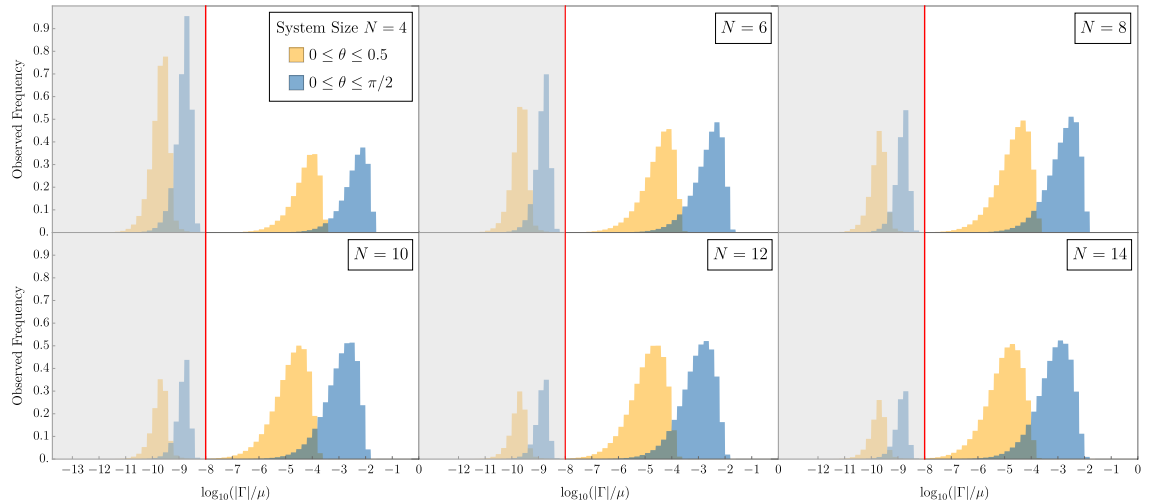 System Size N = 4
0 ≤ θ ≤ 0.5
0 ≤ θ ≤ π/2
N = 6
N = 8
Observed Frequency
0.9
0.8
0.7
0.6
0.5
0.4
0.3
0.2
0.1
0.
N = 10
N = 12
N = 14
Observed Frequency
0.9
0.8
0.7
0.6
0.5
0.4
0.3
0.2
0.1
0.
−13 −12 −11 −10 −9 −8 −7 −6 −5 −4 −3 −2 −1 0
−12 −11 −10 −9 −8 −7 −6 −5 −4 −3 −2 −1 0
−12 −11 −10 −9 −8 −7 −6 −5 −4 −3 −2 −1 0
log₁₀(|Γ|/μ) log₁₀(|Γ|/μ) log₁₀(|Γ|/μ)